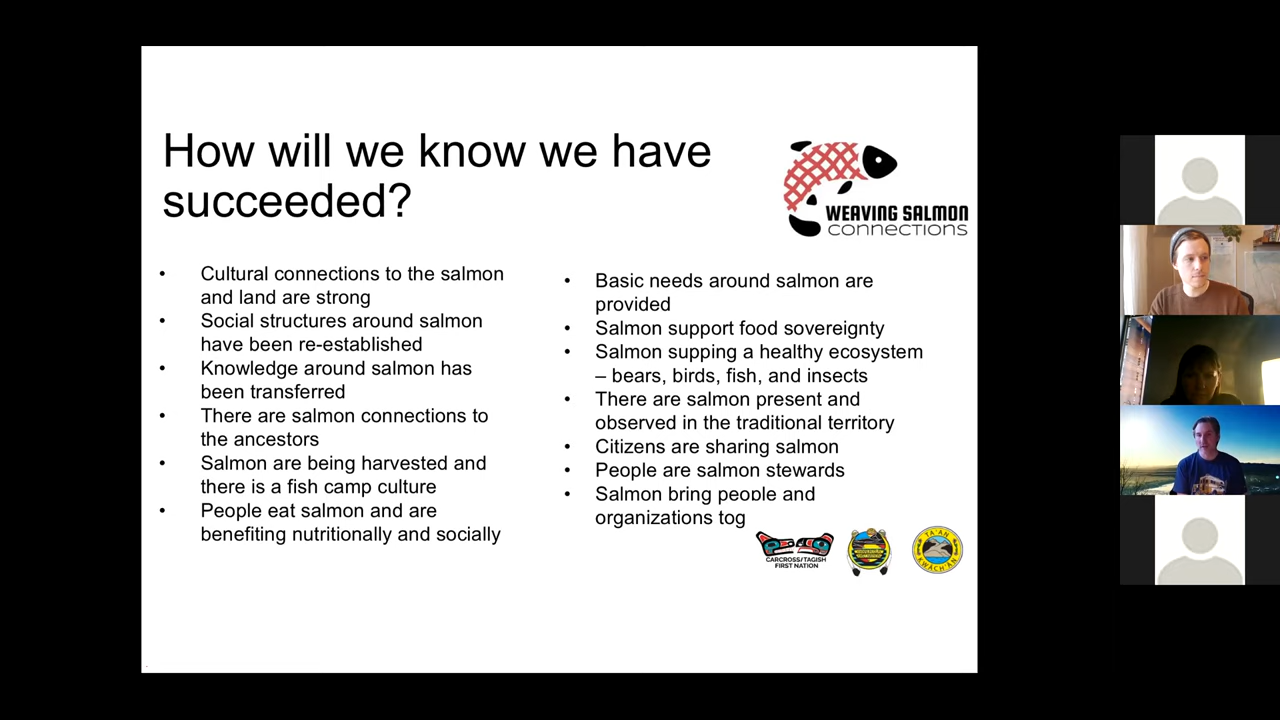 How will we know we have
succeeded?
WEAVING SALMON
CONNECTIONS
• Cultural connections to the salmon
and land are strong
• Social structures around salmon
have been re-established
• Knowledge around salmon has
been transferred
• There are salmon connections to
the ancestors
• Salmon are being harvested and
there is a fish camp culture
• People eat salmon and are
benefiting nutritionally and socially
• Basic needs around salmon are
provided
• Salmon support food sovereignty
• Salmon supping a healthy ecosystem
– bears, birds, fish, and insects
• There are salmon present and
observed in the traditional territory
• Citizens are sharing salmon
• People are salmon stewards
• Salmon bring people and
organizations tog
CARCROSS/TAGISH
FIRST NATION
TA'AN
KWÄCH'ÄN